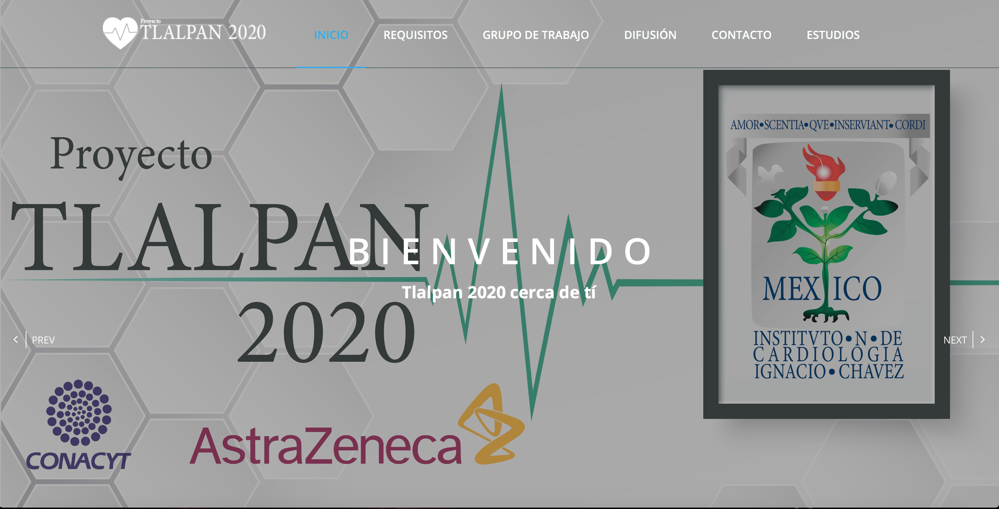 Proyecto
TLALPAN 2020
INICIO
REQUISITOS
GRUPO DE TRABAJO
DIFUSIÓN
CONTACTO
ESTUDIOS
Proyecto
TLALPAN
2020
BIENVENIDO
Tlalpan 2020 cerca de tí
AMOR•SCENTIA•QVE•INSERVIANT•CORDI
MEXICO
INSTITVTO•N•DE
CARDIOLOGIA
IGNACIO•CHAVEZ
PREV
NEXT
CONACYT
AstraZeneca